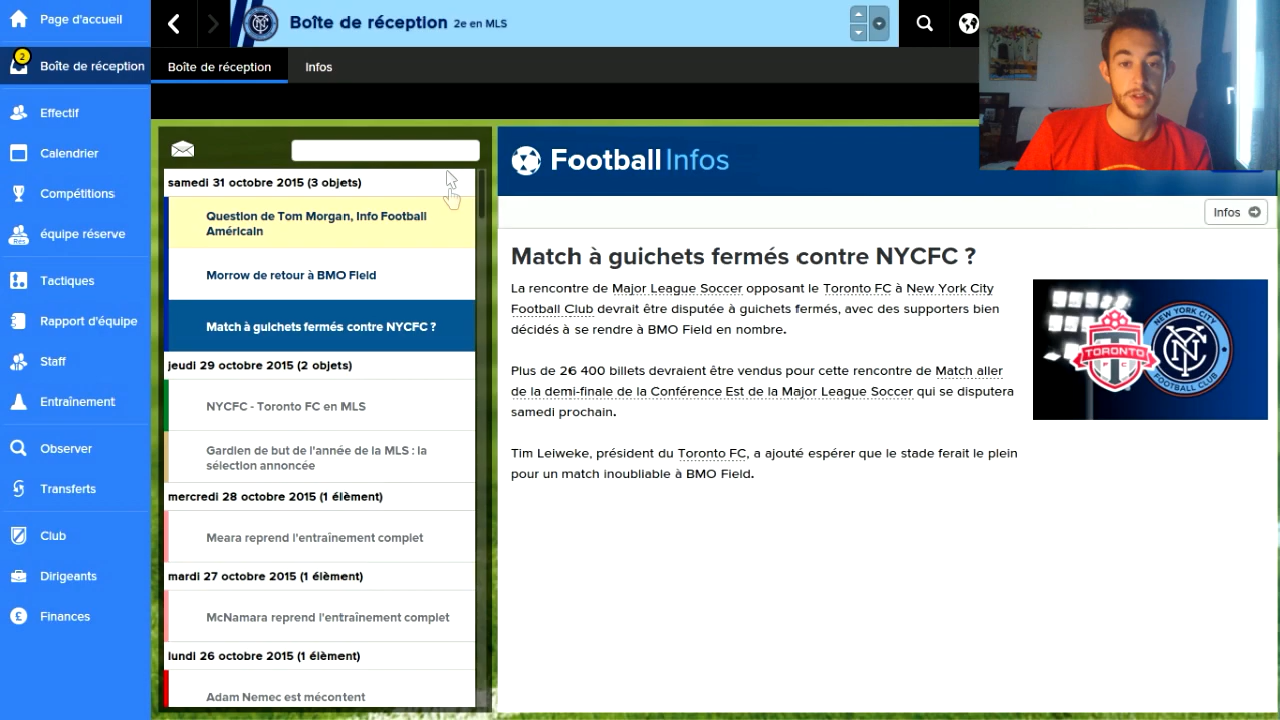 Page d'accueil
2
Boîte de réception
Effectif
Calendrier
Compétitions
Res
équipe réserve
Tactiques
Rapport d'équipe
Staff
Entraînement
Observer
Transferts
Club
Dirigeants
£
Finances
Boîte de réception 2e en MLS
Boîte de réception Infos
samedi 31 octobre 2015 (3 objets)
Question de Tom Morgan, Info Football
Américain
Morrow de retour à BMO Field
Match à guichets fermés contre NYCFC ?
jeudi 29 octobre 2015 (2 objets)
NYCFC - Toronto FC en MLS
Gardien de but de l'année de la MLS : la
sélection annoncée
mercredi 28 octobre 2015 (1 élément)
Meara reprend l'entraînement complet
mardi 27 octobre 2015 (1 élément)
McNamara reprend l'entraînement complet
lundi 26 octobre 2015 (1 élément)
Adam Nemec est mécontent
Football Infos
Infos
Match à guichets fermés contre NYCFC ?
La rencontre de Major League Soccer opposant le Toronto FC à New York City
Football Club devrait être disputée à guichets fermés, avec des supporters bien
décidés à se rendre à BMO Field en nombre.
Plus de 26 400 billets devraient être vendus pour cette rencontre de Match aller
de la demi-finale de la Conférence Est de la Major League Soccer qui se disputera
samedi prochain.
Tim Leiweke, président du Toronto FC, a ajouté espérer que le stade ferait le plein
pour un match inoubliable à BMO Field.
TORONTO
FC
NEW YORK CITY
NYC
FOOTBALL CLUB